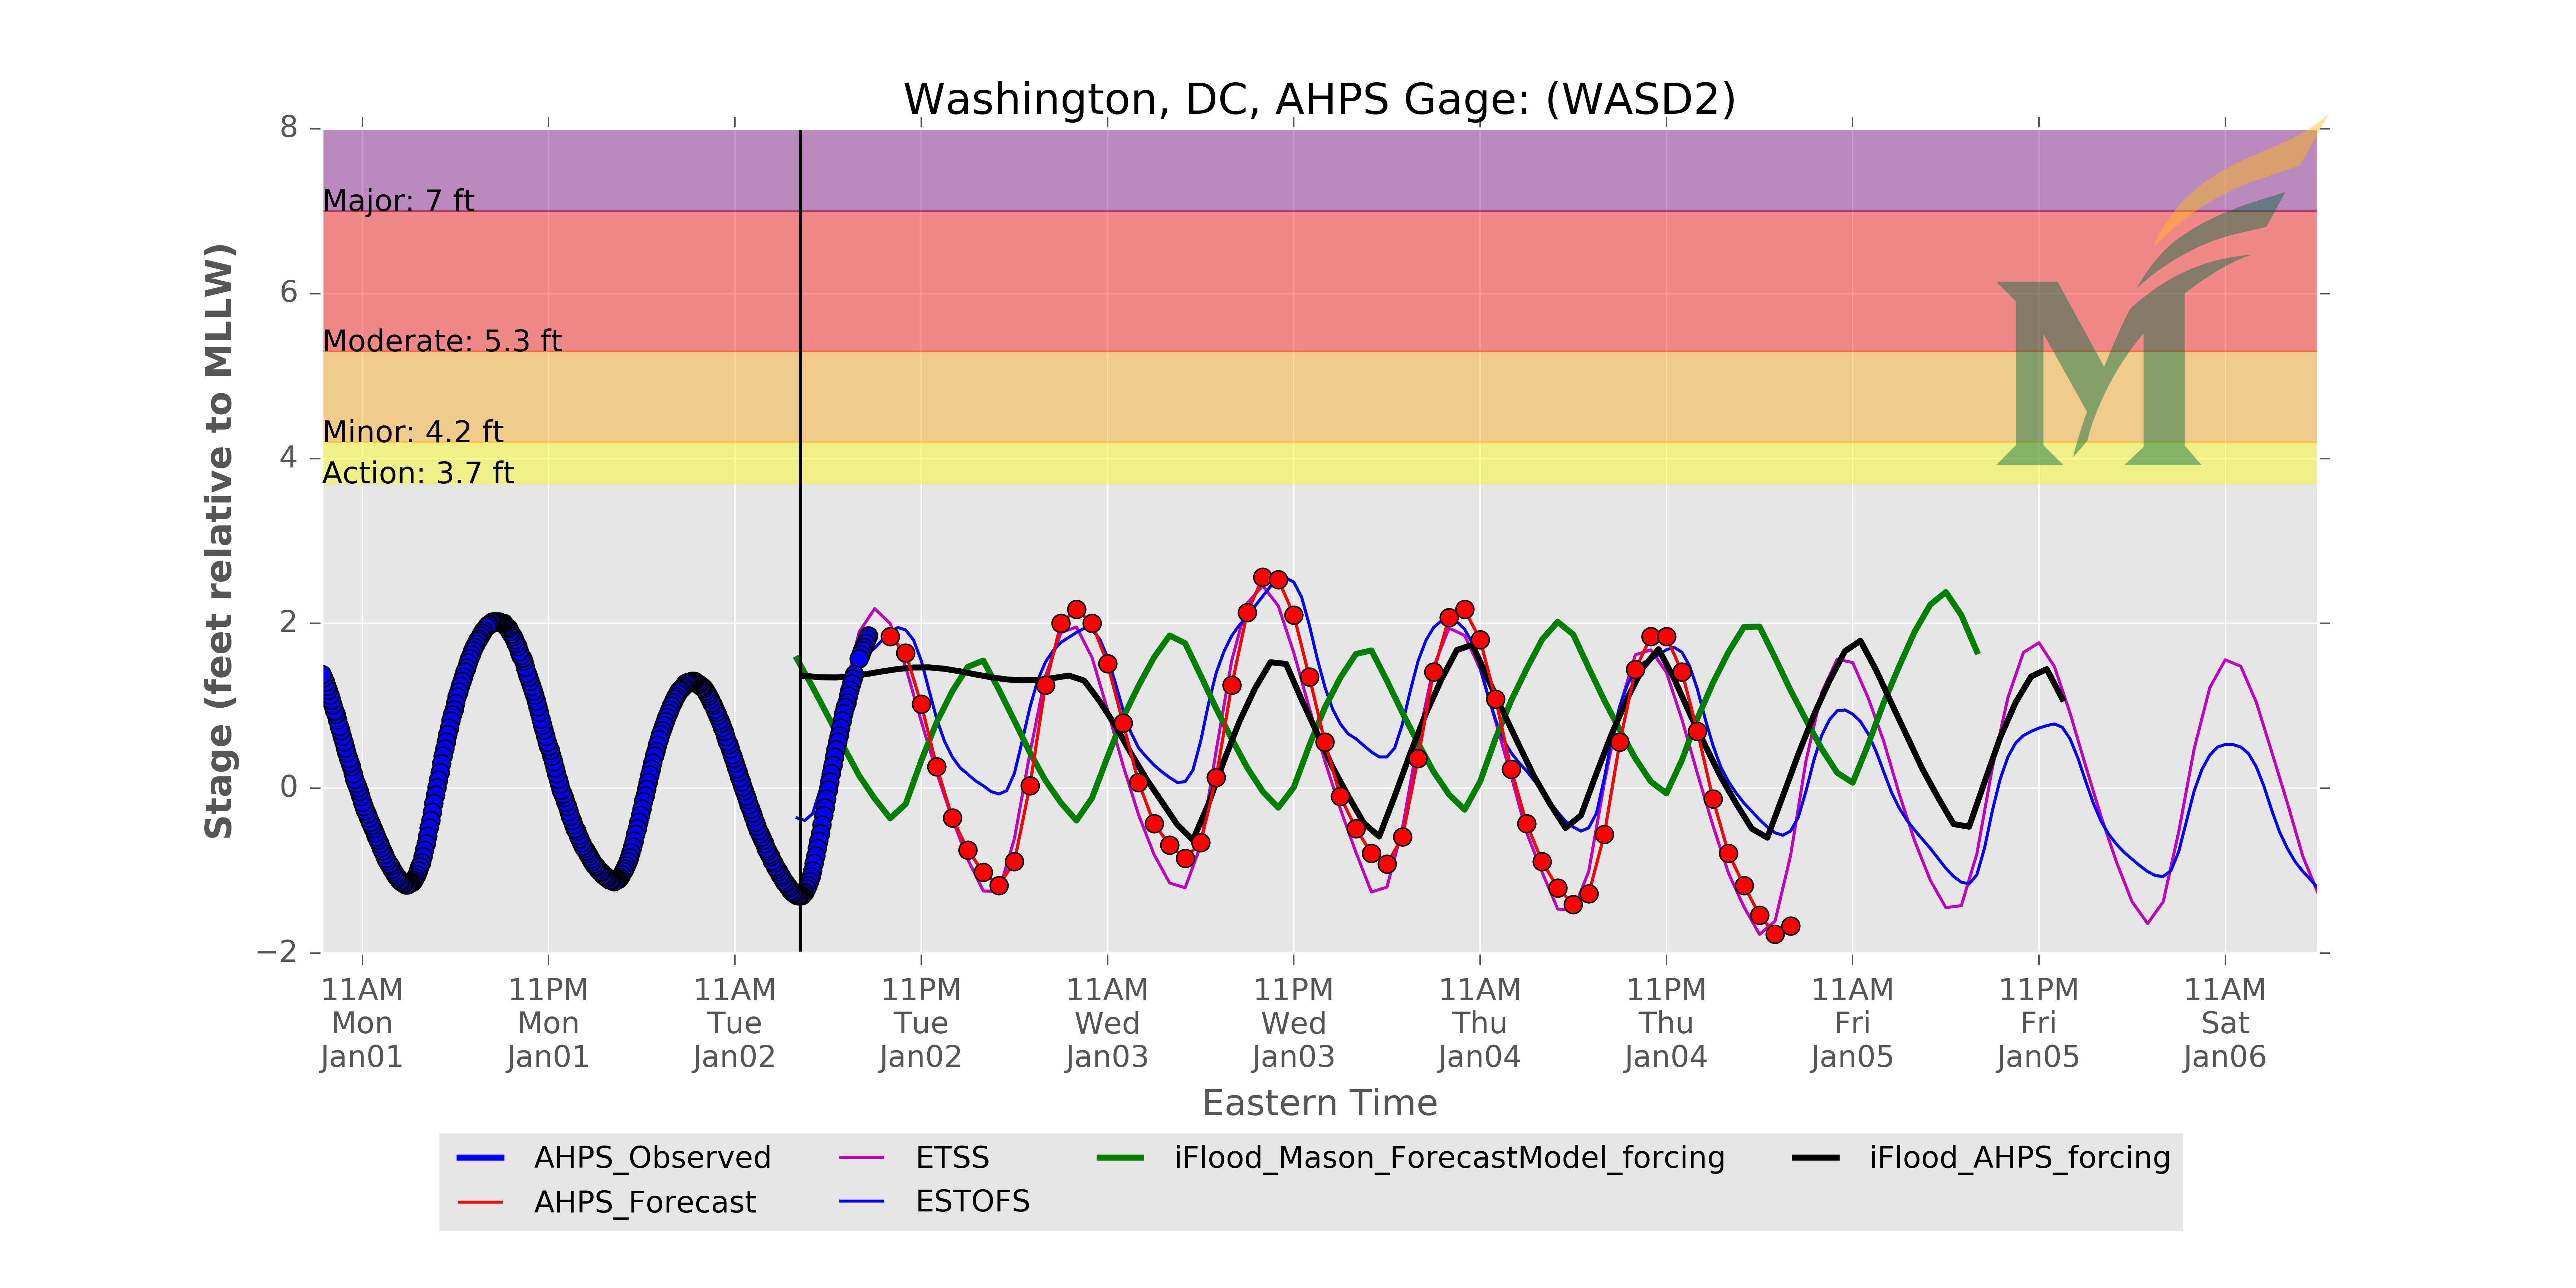 Washington, DC, AHPS Gage: (WASD2)
8
Major: 7 ft
6
Moderate: 5.3 ft
Minor: 4.2 ft
4
Action: 3.7 ft
2
0
−2
Stage (feet relative to MLLW)
11AM 11PM 11AM 11PM 11AM 11PM 11AM 11PM 11AM 11PM 11AM
Mon Mon Tue Tue Wed Wed Thu Thu Fri Fri Sat
Jan01 Jan01 Jan02 Jan02 Jan03 Jan03 Jan04 Jan04 Jan05 Jan05 Jan06
Eastern Time
AHPS_Observed ETSS iFlood_Mason_ForecastModel_forcing iFlood_AHPS_forcing
AHPS_Forecast ESTOFS
M